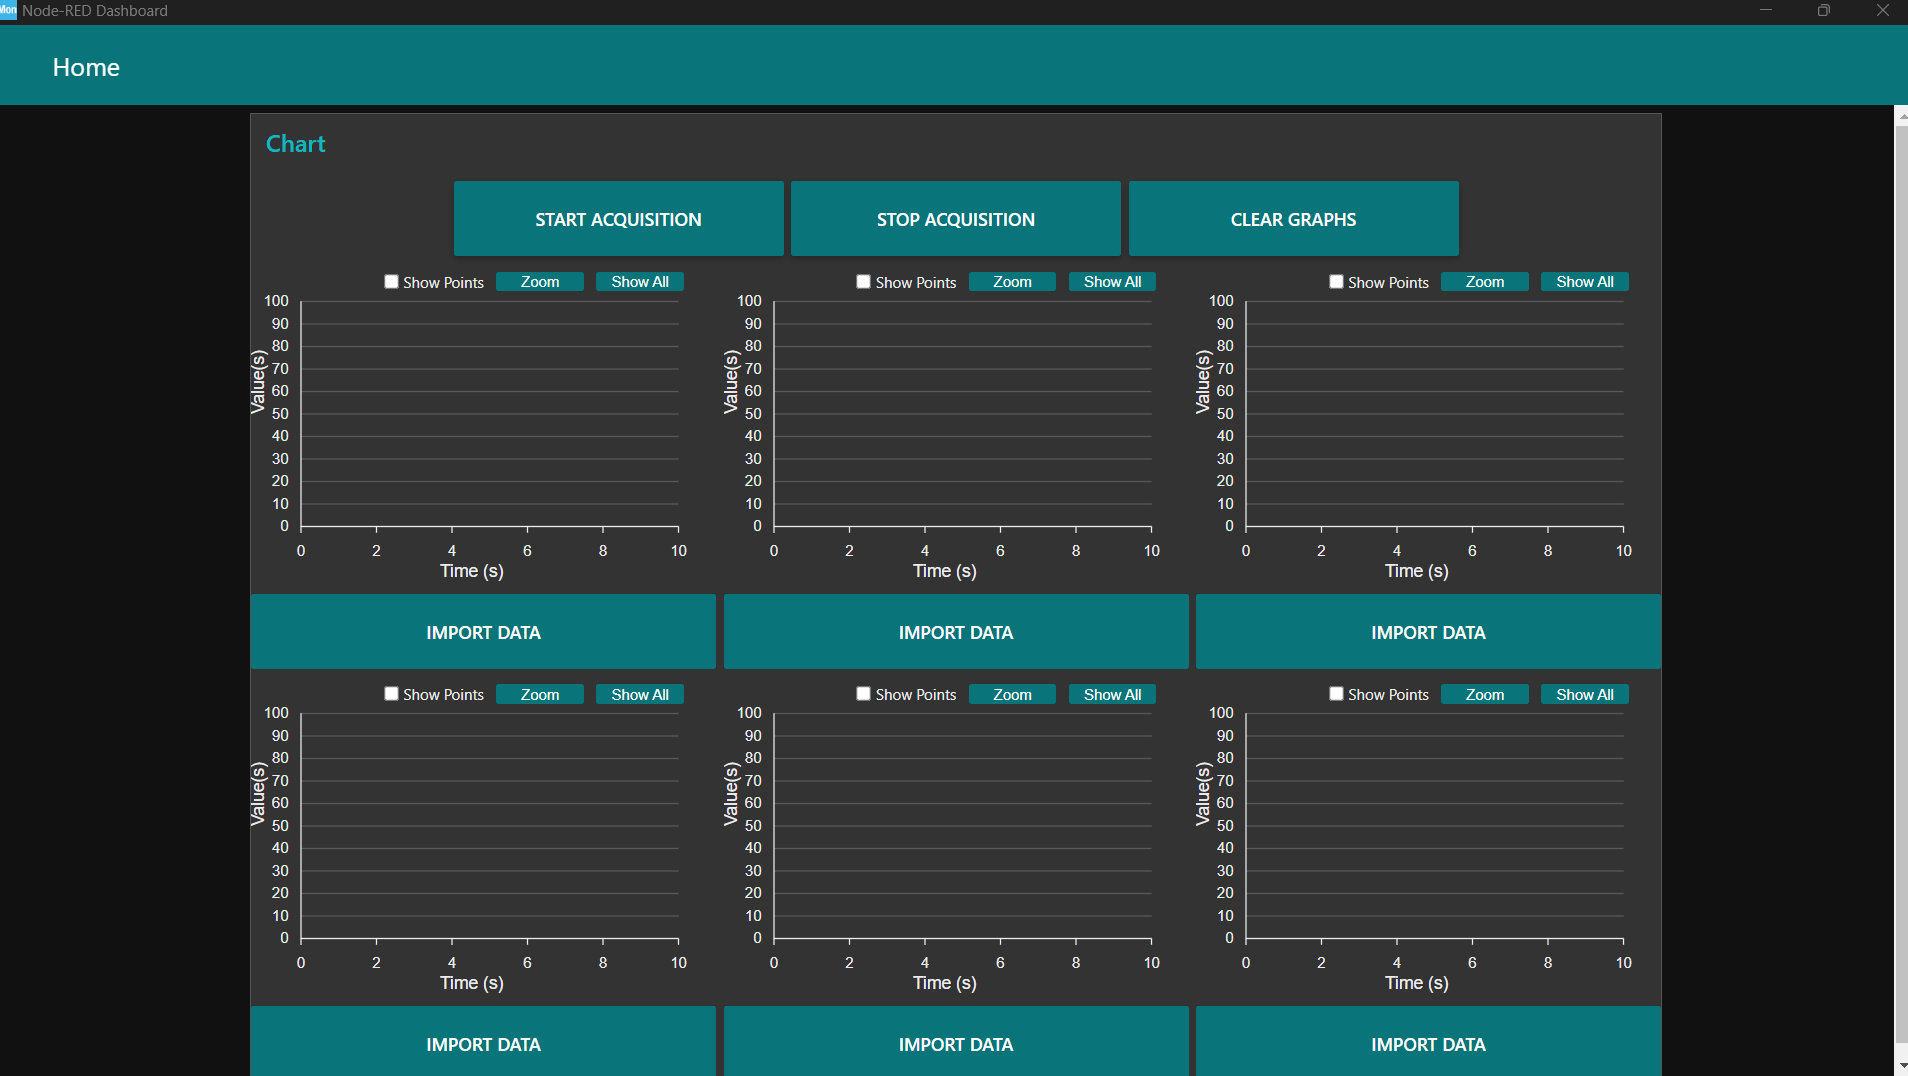 Mon
Node-RED Dashboard
Home
Chart
START ACQUISITION STOP ACQUISITION CLEAR GRAPHS
Show Points Zoom Show All Show Points Zoom Show All Show Points Zoom Show All
100 100 100
90 90 90
80 80 80
70 70 70
60 60 60
50 50 50
40 40 40
30 30 30
20 20 20
10 10 10
0 0 0
Value(s) Value(s) Value(s)
0 2 4 6 8 10 0 2 4 6 8 10 0 2 4 6 8 10
Time (s) Time (s) Time (s)
IMPORT DATA IMPORT DATA IMPORT DATA
Show Points Zoom Show All Show Points Zoom Show All Show Points Zoom Show All
100 100 100
90 90 90
80 80 80
70 70 70
60 60 60
50 50 50
40 40 40
30 30 30
20 20 20
10 10 10
0 0 0
Value(s) Value(s) Value(s)
0 2 4 6 8 10 0 2 4 6 8 10 0 2 4 6 8 10
Time (s) Time (s) Time (s)
IMPORT DATA IMPORT DATA IMPORT DATA